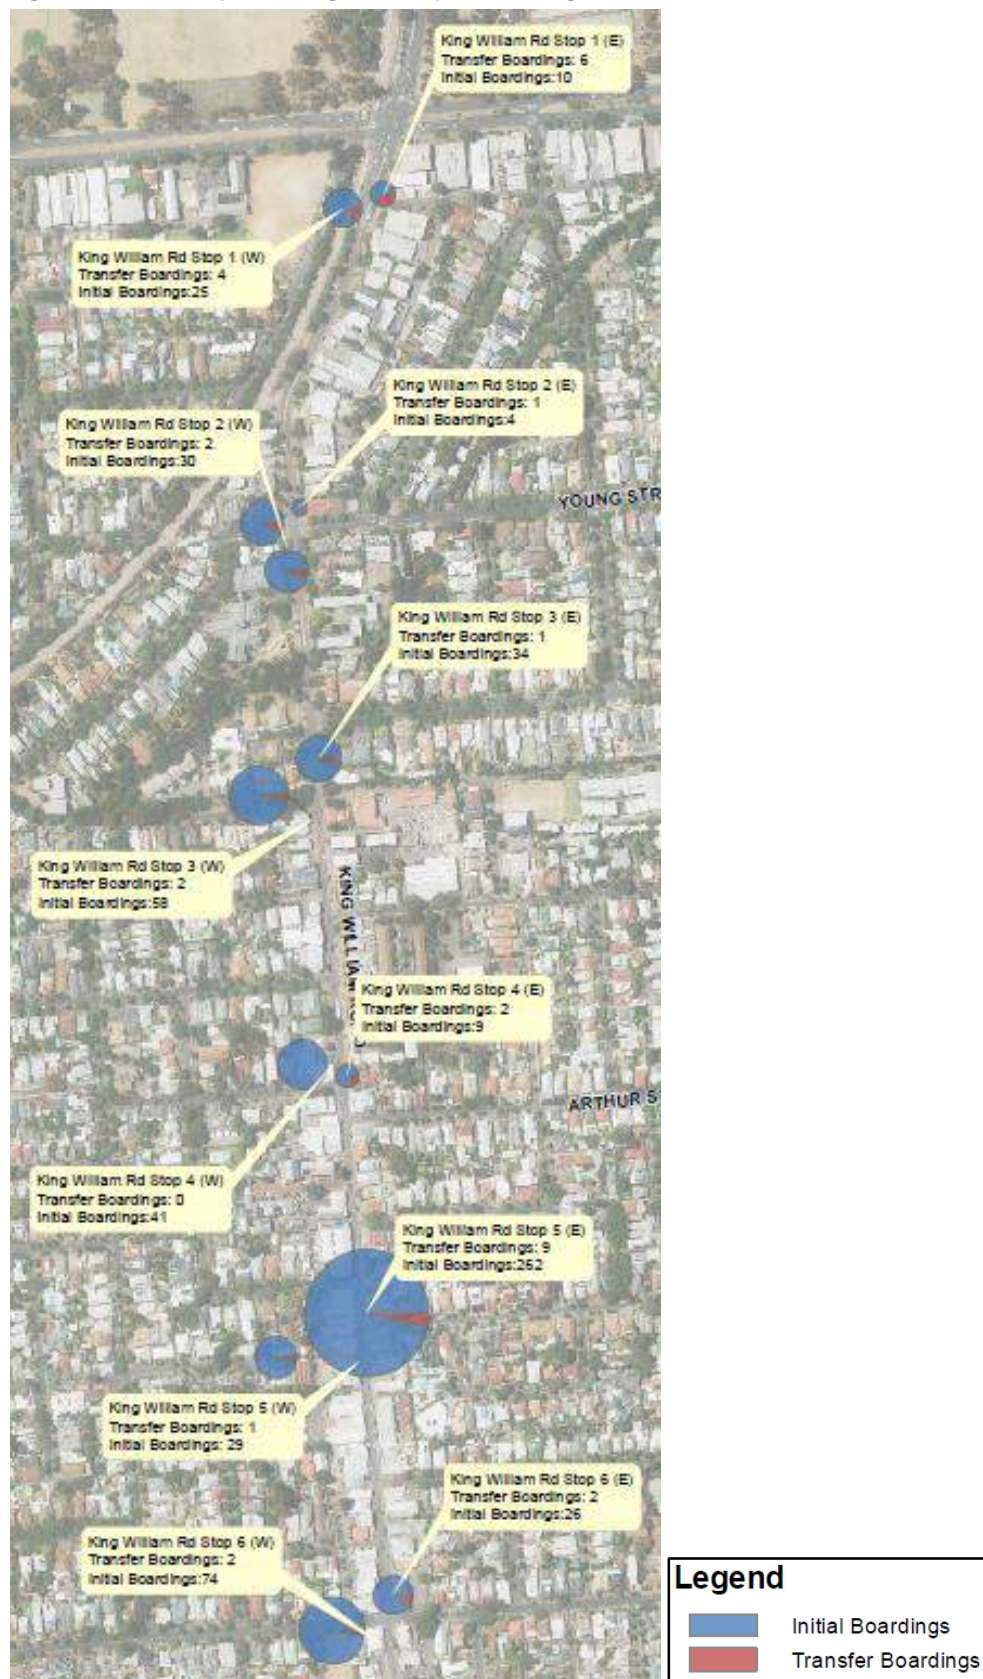 King William Rd Stop 1 (E)
Transfer Boardings: 6
Initial Boardings:10
King William Rd Stop 1 (W)
Transfer Boardings: 4
Initial Boardings:25
King William Rd Stop 2 (E)
Transfer Boardings: 1
Initial Boardings:4
King William Rd Stop 2 (W)
Transfer Boardings: 2
Initial Boardings:30
YOUNG STR
King William Rd Stop 3 (E)
Transfer Boardings: 1
Initial Boardings:34
King William Rd Stop 3 (W)
Transfer Boardings: 2
Initial Boardings:58
KING WILLIAM
King William Rd Stop 4 (E)
Transfer Boardings: 2
Initial Boardings:9
ARTHUR S
King William Rd Stop 4 (W)
Transfer Boardings: 0
Initial Boardings:41
King William Rd Stop 5 (E)
Transfer Boardings: 9
Initial Boardings:262
King William Rd Stop 5 (W)
Transfer Boardings: 1
Initial Boardings: 29
King William Rd Stop 6 (E)
Transfer Boardings: 2
Initial Boardings:26
King William Rd Stop 6 (W)
Transfer Boardings: 2
Initial Boardings:74
Legend
Initial Boardings
Transfer Boardings